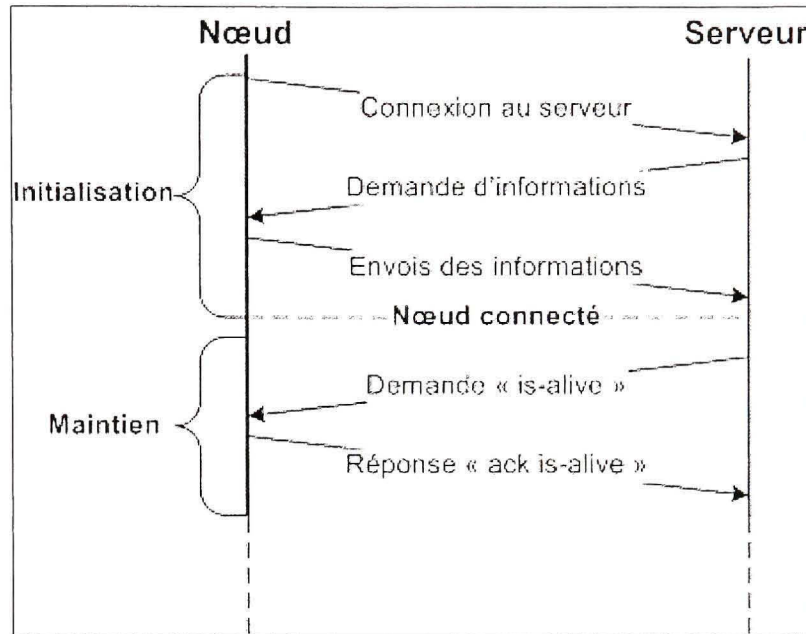 Nœud
Serveur
Connexion au serveur
Demande d'informations
Initialisation
Envois des informations
Nœud connecté
Demande « is-alive »
Maintien
Réponse « ack is-alive »